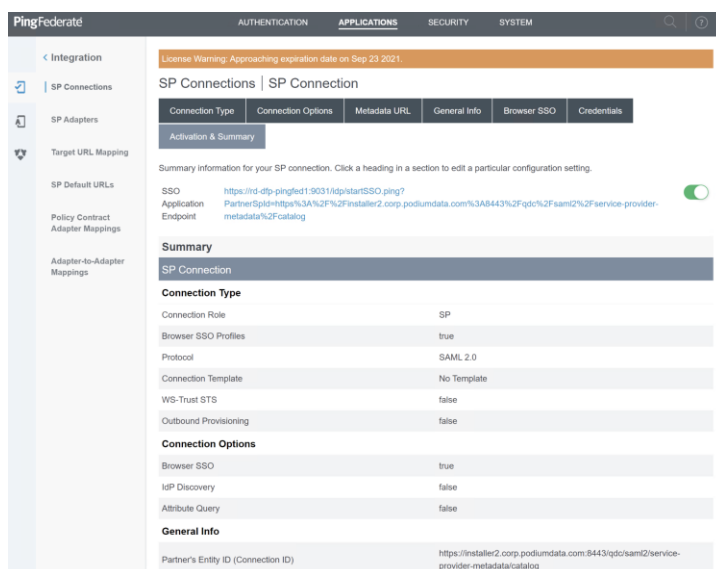 PingFederate
AUTHENTICATION APPLICATIONS SECURITY SYSTEM
< Integration
SP Connections
SP Adapters
Target URL Mapping
SP Default URLs
Policy Contract
Adapter Mappings
Adapter-to-Adapter
Mappings
License Warning: Approaching expiration date on Sep 23 2021.
SP Connections | SP Connection
Connection Type Connection Options Metadata URL General Info Browser SSO Credentials
Activation & Summary
Summary information for your SP connection. Click a heading in a section to edit a particular configuration setting.
SSO https://rd-dfp-pingfed1:9031/idp/startSSO.ping?
Application PartnerSpId=https%3A%2F%2Finstaller2.corp.podiumdata.com%3A8443%2Fqdc%2Fsaml2%2Fservice-provider-
Endpoint metadata%2Fcatalog
Summary
SP Connection
Connection Type
Connection Role SP
Browser SSO Profiles true
Protocol SAML 2.0
Connection Template No Template
WS-Trust STS false
Outbound Provisioning false
Connection Options
Browser SSO true
IdP Discovery false
Attribute Query false
General Info
Partner's Entity ID (Connection ID) https://installer2.corp.podiumdata.com:8443/qdc/saml2/service-
provider-metadata/catalog